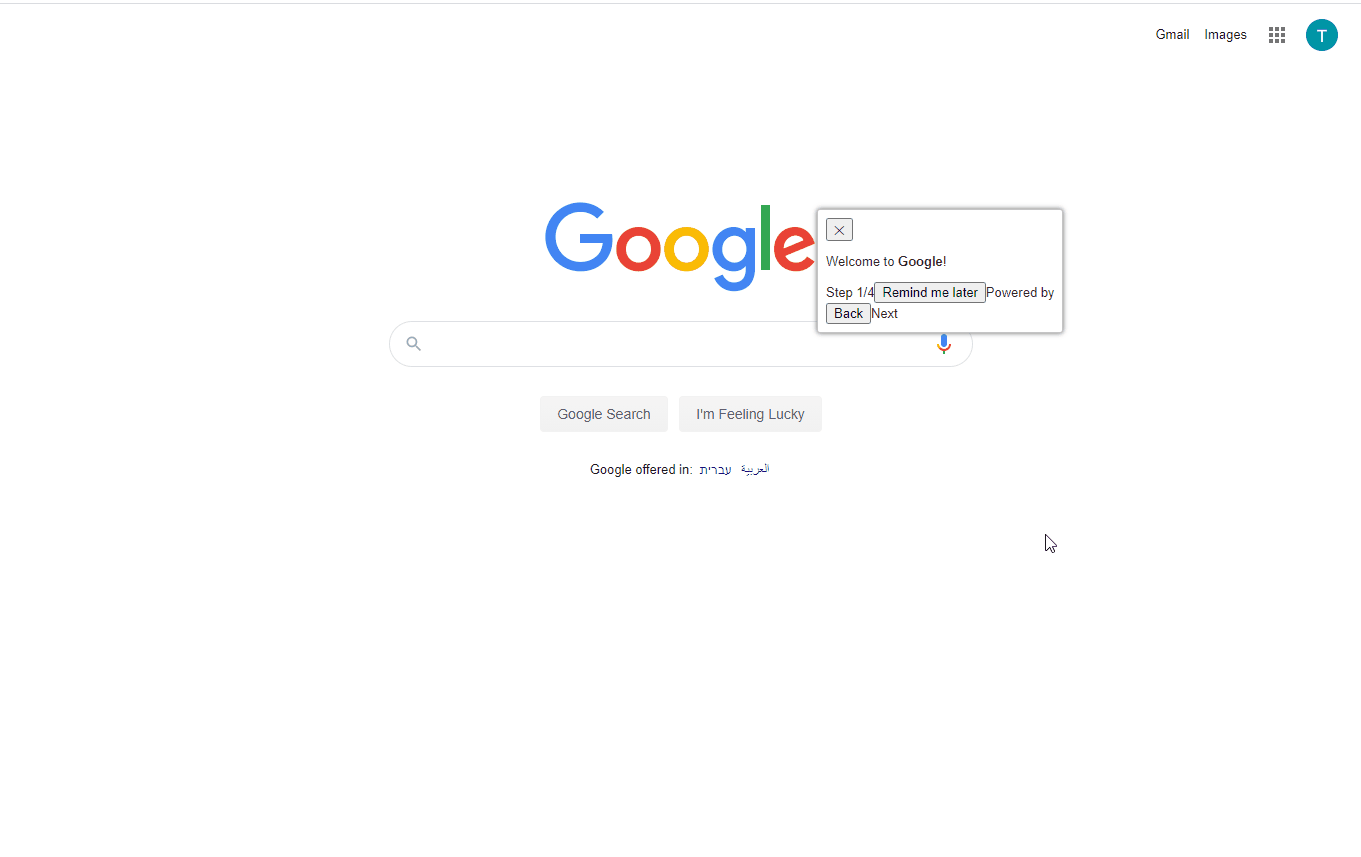 Gmail Images
T
Google
Welcome to Google!
Step 1/4 Remind me later Powered by
Back Next
Google Search I'm Feeling Lucky
Google offered in: עברית العربية